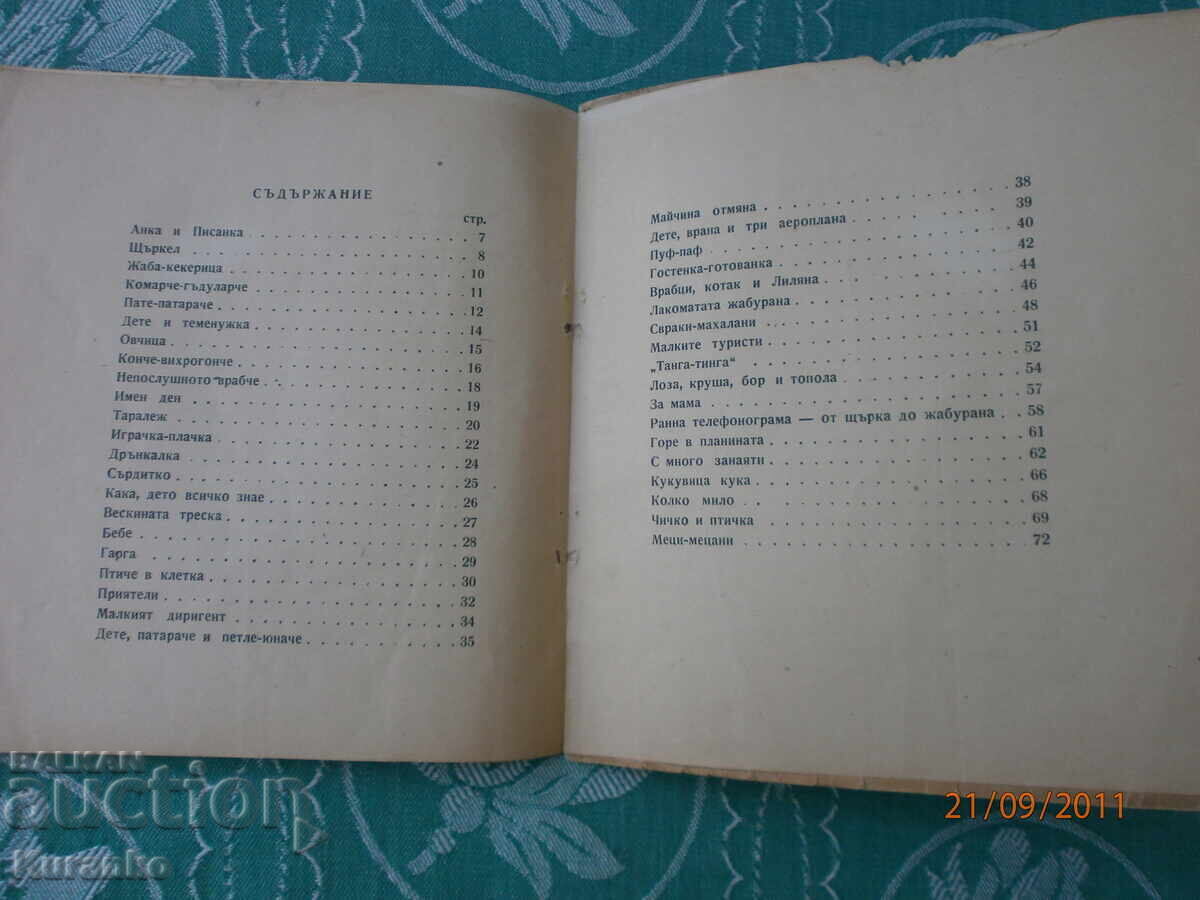 СЪДЪРЖАНИЕ
стр.
Анка и Писанка . . . . . . . . . . . . . . . . 7
Щъркел . . . . . . . . . . . . . . . . 8
Жаба-кекерица . . . . . . . . . . . . . . . . 10
Комарче-гъдуларче . . . . . . . . . . . . . . . . 11
Пате-патараче . . . . . . . . . . . . . . . . 12
Дете и теменужка . . . . . . . . . . . . . . . . 14
Овчица . . . . . . . . . . . . . . . . 15
Конче-вихрогонче . . . . . . . . . . . . . . . . 16
Непослушното врабче . . . . . . . . . . . . . . . . 18
Имен ден . . . . . . . . . . . . . . . . 19
Таралеж . . . . . . . . . . . . . . . . 20
Играчка-плачка . . . . . . . . . . . . . . . . 22
Дрънкалка . . . . . . . . . . . . . . . . 24
Сърдитко . . . . . . . . . . . . . . . . 25
Кака, дето всичко знае . . . . . . . . . . . . . . . . 26
Вескината треска . . . . . . . . . . . . . . . . 27
Бебе . . . . . . . . . . . . . . . . 28
Гарга . . . . . . . . . . . . . . . . 29
Птиче в клетка . . . . . . . . . . . . . . . . 30
Приятели . . . . . . . . . . . . . . . . 32
Малкият диригент . . . . . . . . . . . . . . . . 34
Дете, патараче и петле-юначе . . . . . . . . . . . . 35
Майчина отмяна . . . . . . . . . . . . . . . . 38
Дете, врана и три аероплана . . . . . . . . . . . . 39
Пуф-паф . . . . . . . . . . . . . . . . 40
Гостенка-готованка . . . . . . . . . . . . . . . . 42
Врабци, котак и Лиляна . . . . . . . . . . . . . . . . 44
Лакоматата жабурана . . . . . . . . . . . . . . . . 46
Свраки-махалани . . . . . . . . . . . . . . . . 48
Малките туристи . . . . . . . . . . . . . . . . 51
„Танга-тинга“ . . . . . . . . . . . . . . . . 52
Лоза, круша, бор и топола . . . . . . . . . . . . 54
За мама . . . . . . . . . . . . . . . . 57
Ранна телефонограма — от щърка до жабурана . . 58
Горе в планината . . . . . . . . . . . . . . . . 61
С много занаяти . . . . . . . . . . . . . . . . 62
Кукувица кука . . . . . . . . . . . . . . . . 66
Колко мило . . . . . . . . . . . . . . . . 68
Чичко и птичка . . . . . . . . . . . . . . . . 69
Меци-мецани . . . . . . . . . . . . . . . . 72
BALKAN
auction
Kurenko
21/09/2011